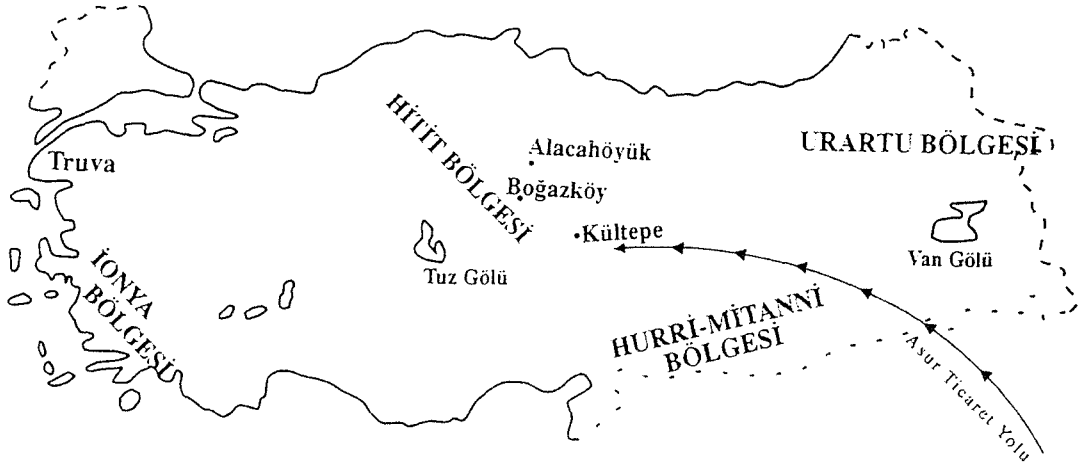 HİTİT BÖLGESİ
URARTU BÖLGEŞİ
Alacahöyük
Truva
Boğazköy
Kültepe
Van Gölü
Tuz Gölü
İONYA
BÖLGESİ
HURRİ-MİTANNİ
BÖLGESİ
Asur Ticaret Yolu